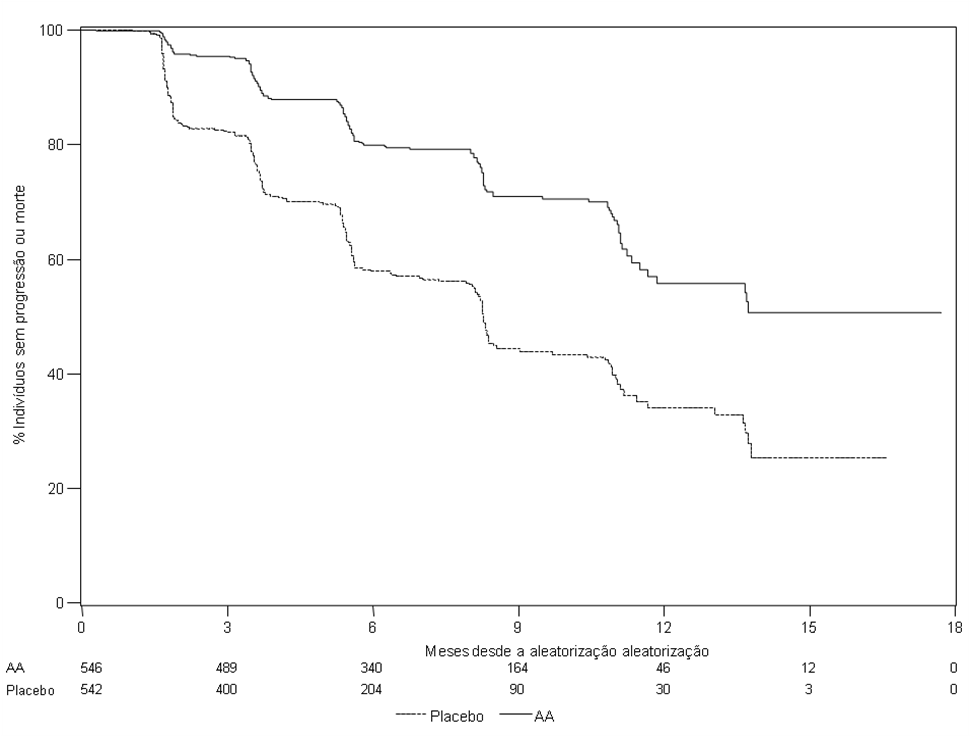 100
80
60
40
20
0
% Indivíduos sem progressão ou morte
0 3 6 9 12 15 18
Meses desde a aleatorização aleatorização
AA 546 489 340 164 46 12 0
Placebo 542 400 204 90 30 3 0
Placebo AA